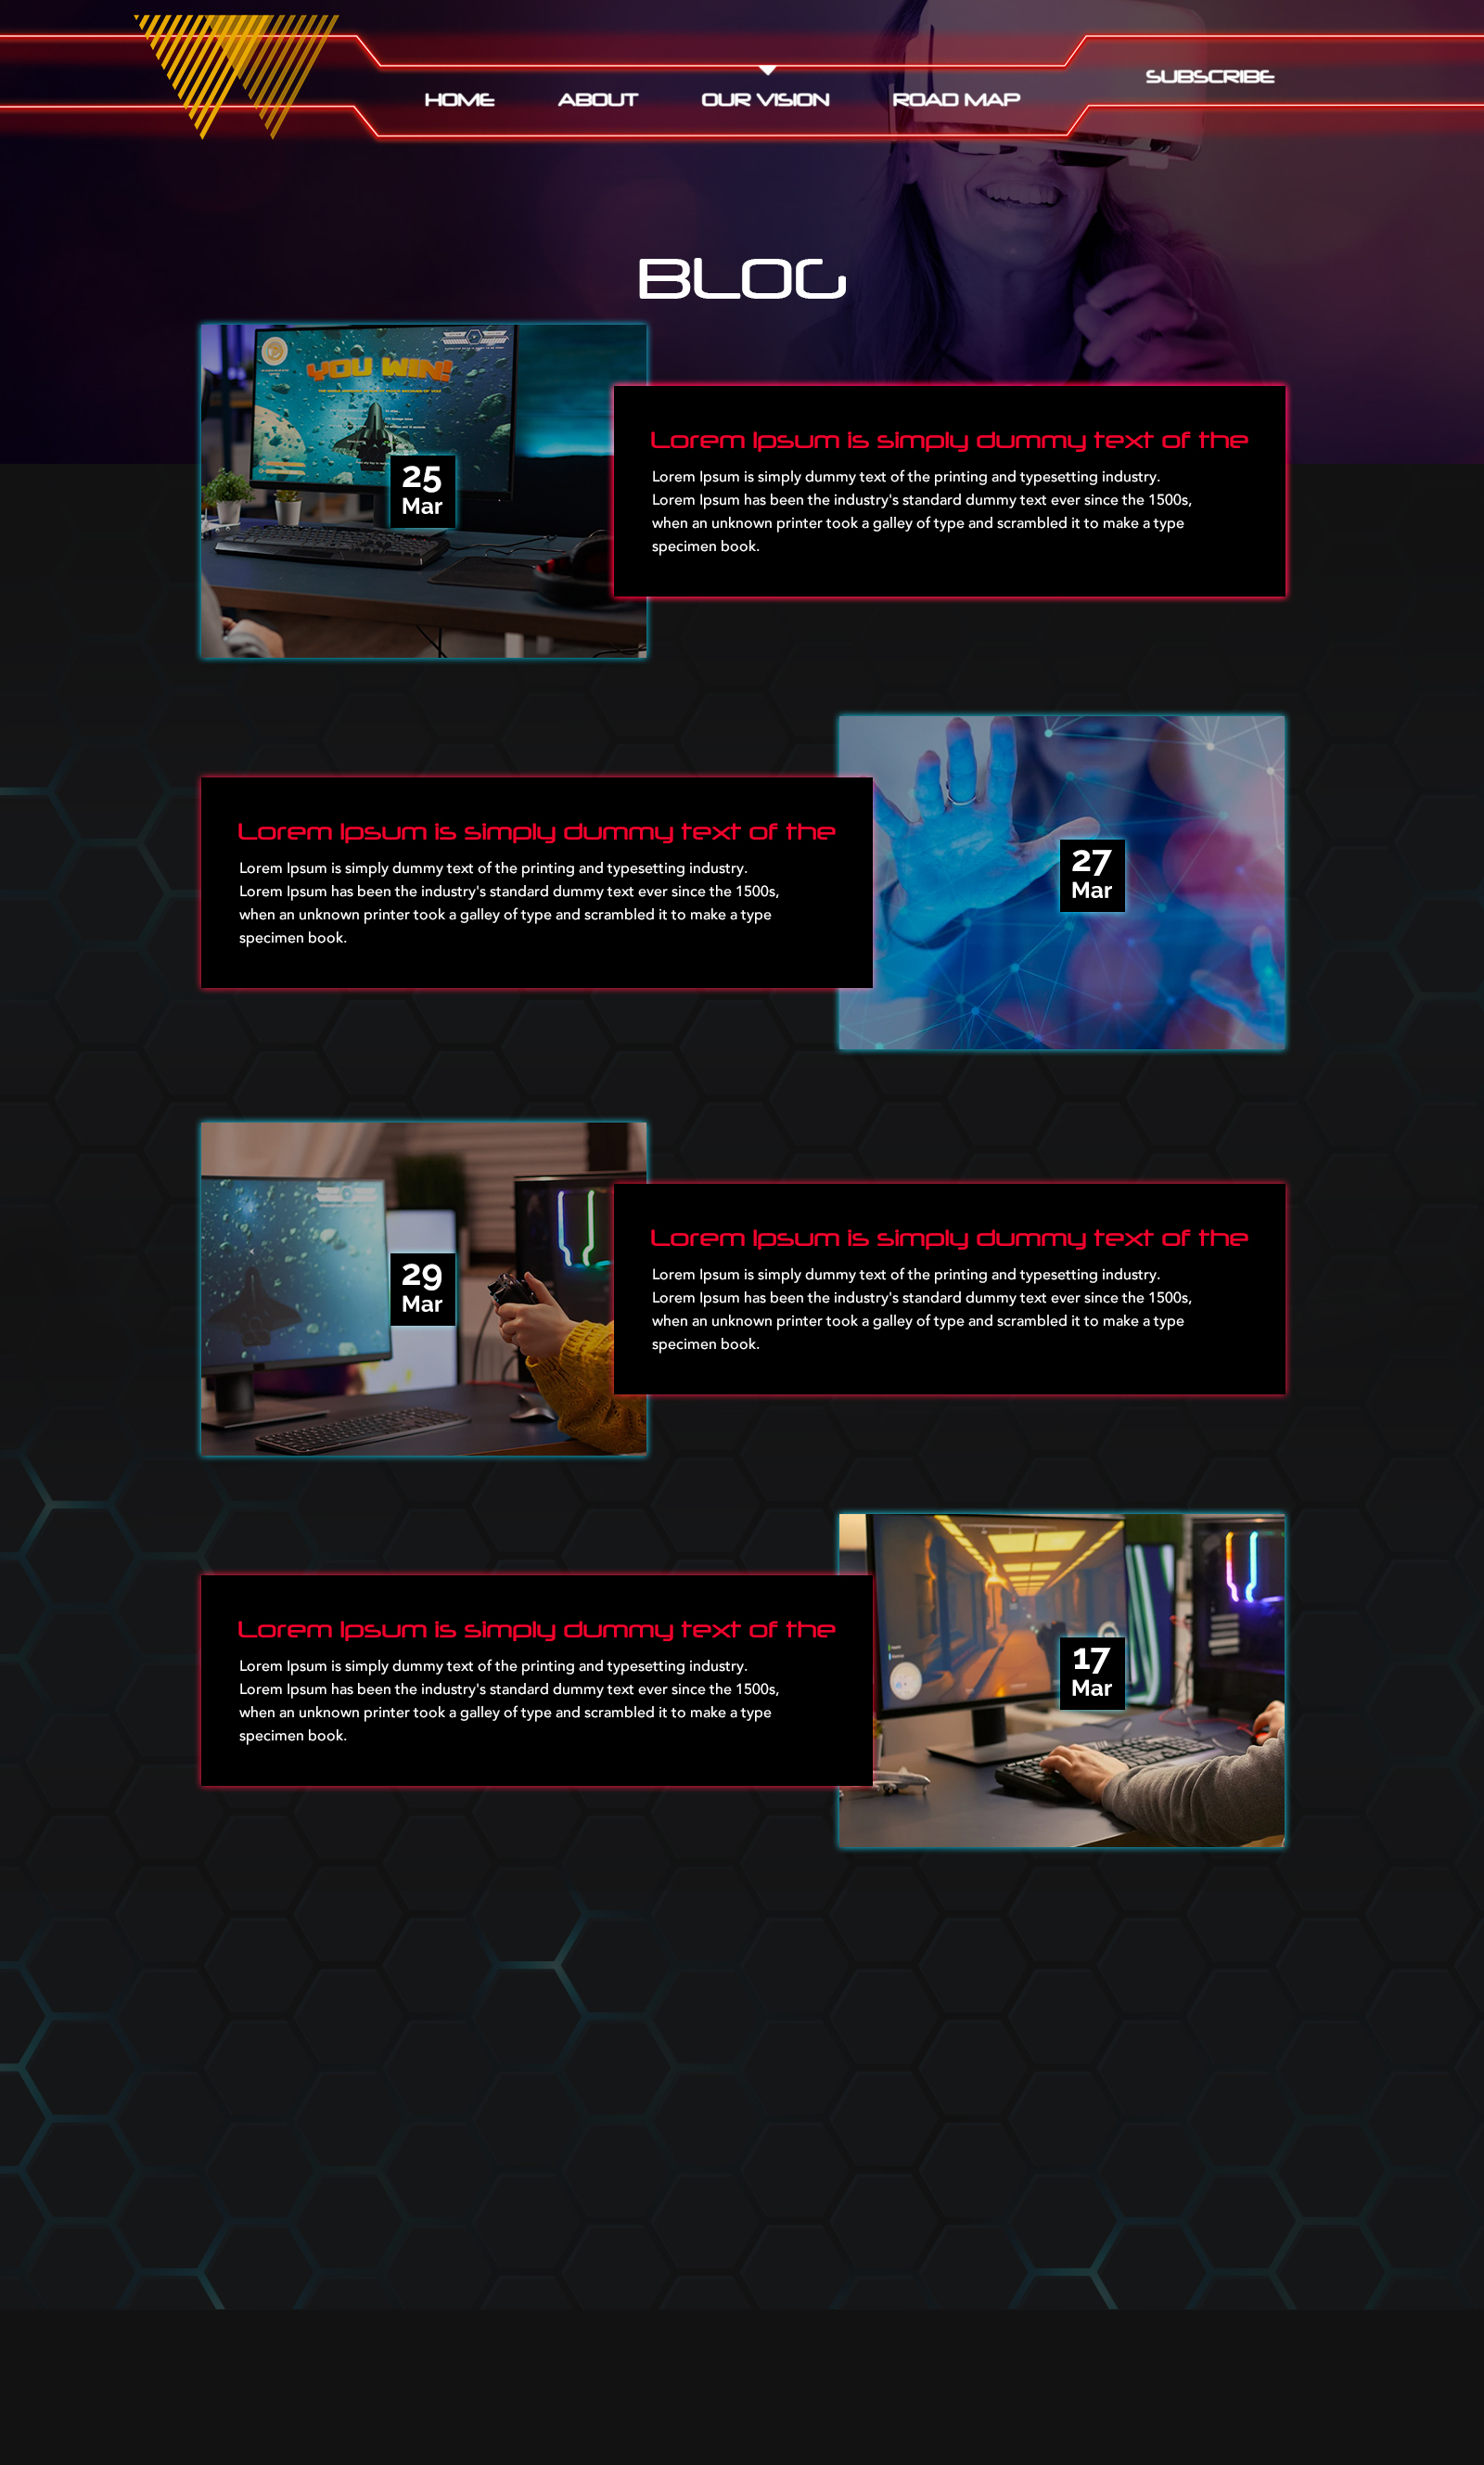 HOME ABOUT OUR VISION ROAD MAP SUBSCRIBE
BLOG
YOU WIN!
25
Mar
Lorem Ipsum is simply dummy text of the
Lorem Ipsum is simply dummy text of the printing and typesetting industry.
Lorem Ipsum has been the industry's standard dummy text ever since the 1500s,
when an unknown printer took a galley of type and scrambled it to make a type
specimen book.
Lorem Ipsum is simply dummy text of the
Lorem Ipsum is simply dummy text of the printing and typesetting industry.
Lorem Ipsum has been the industry's standard dummy text ever since the 1500s,
when an unknown printer took a galley of type and scrambled it to make a type
specimen book.
27
Mar
29
Mar
Lorem Ipsum is simply dummy text of the
Lorem Ipsum is simply dummy text of the printing and typesetting industry.
Lorem Ipsum has been the industry's standard dummy text ever since the 1500s,
when an unknown printer took a galley of type and scrambled it to make a type
specimen book.
Lorem Ipsum is simply dummy text of the
Lorem Ipsum is simply dummy text of the printing and typesetting industry.
Lorem Ipsum has been the industry's standard dummy text ever since the 1500s,
when an unknown printer took a galley of type and scrambled it to make a type
specimen book.
17
Mar